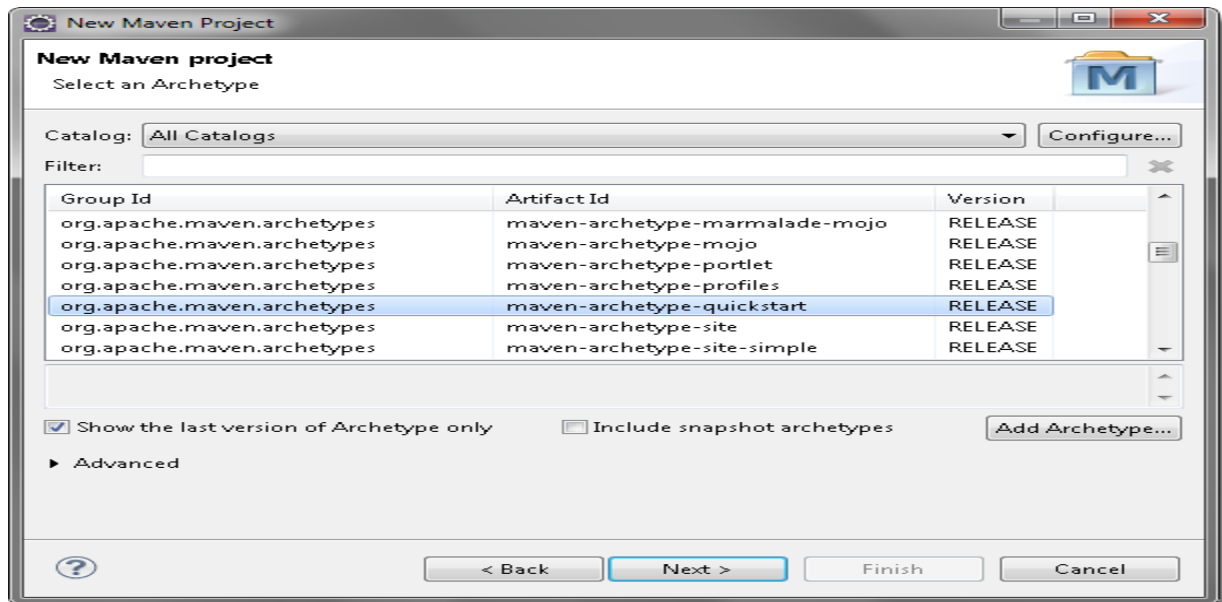 New Maven Project
New Maven project
Select an Archetype
M
Catalog: All Catalogs Configure...
Filter:
Group Id Artifact Id Version
org.apache.maven.archetypes maven-archetype-marmalade-mojo RELEASE
org.apache.maven.archetypes maven-archetype-mojo RELEASE
org.apache.maven.archetypes maven-archetype-portlet RELEASE
org.apache.maven.archetypes maven-archetype-profiles RELEASE
org.apache.maven.archetypes maven-archetype-quickstart RELEASE
org.apache.maven.archetypes maven-archetype-site RELEASE
org.apache.maven.archetypes maven-archetype-site-simple RELEASE
Show the last version of Archetype only Include snapshot archetypes Add Archetype...
Advanced
? < Back Next > Finish Cancel